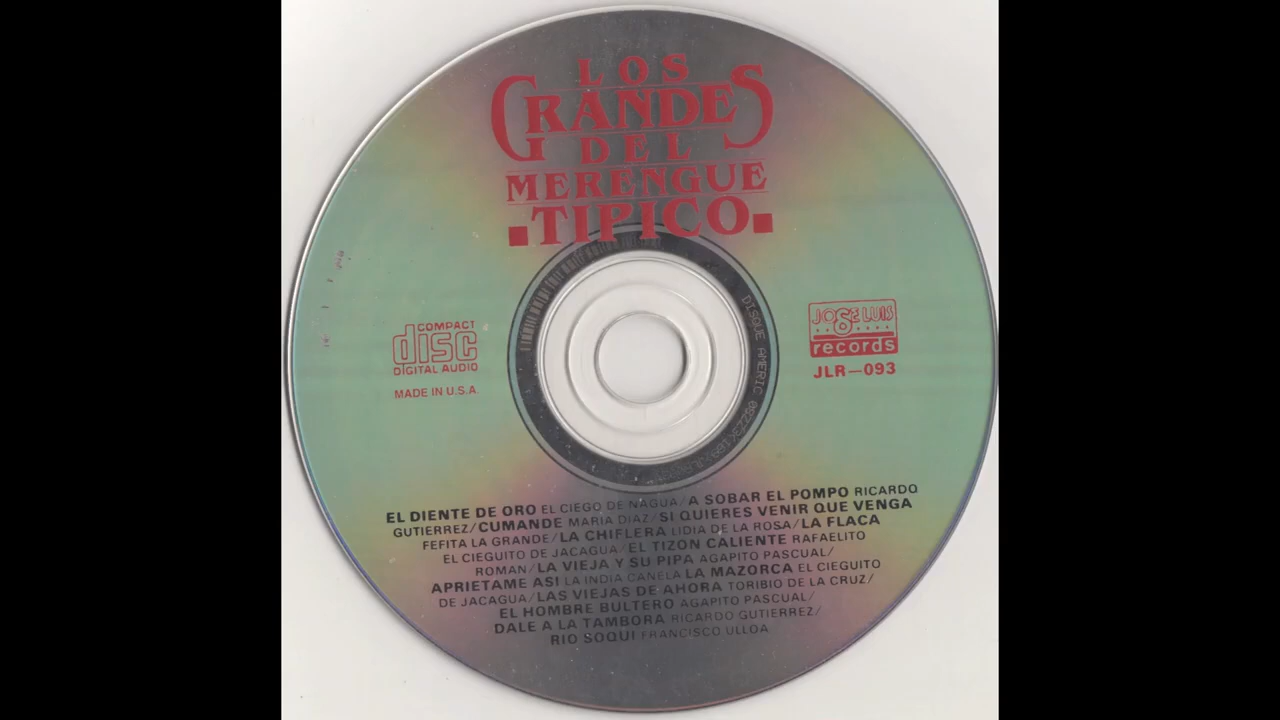 LOS
GRANDES
DEL
MERENGUE
TIPICO
COMPACT
disc
DIGITAL AUDIO
MADE IN U.S.A.
JOSE LUIS
records
JLR—093
DISQUE AMERIC
EL DIENTE DE ORO EL CIEGO DE NAGUA/A SOBAR EL POMPO RICARDO
GUTIERREZ/CUMANDE MARIA DIAZ/SI QUIERES VENIR QUE VENGA
FEFITA LA GRANDE/LA CHIFLERA LIDIA DE LA ROSA/LA FLACA
EL CIEGUITO DE JACAGUA/EL TIZON CALIENTE RAFAELITO
ROMAN/LA VIEJA Y SU PIPA AGAPITO PASCUAL/
APRIETAME ASI LA INDIA CANELA LA MAZORCA EL CIEGUITO
DE JACAGUA/LAS VIEJAS DE AHORA TORIBIO DE LA CRUZ/
EL HOMBRE BULTERO AGAPITO PASCUAL/
DALE A LA TAMBORA RICARDO GUTIERREZ/
RIO SOQUI FRANCISCO ULLOA